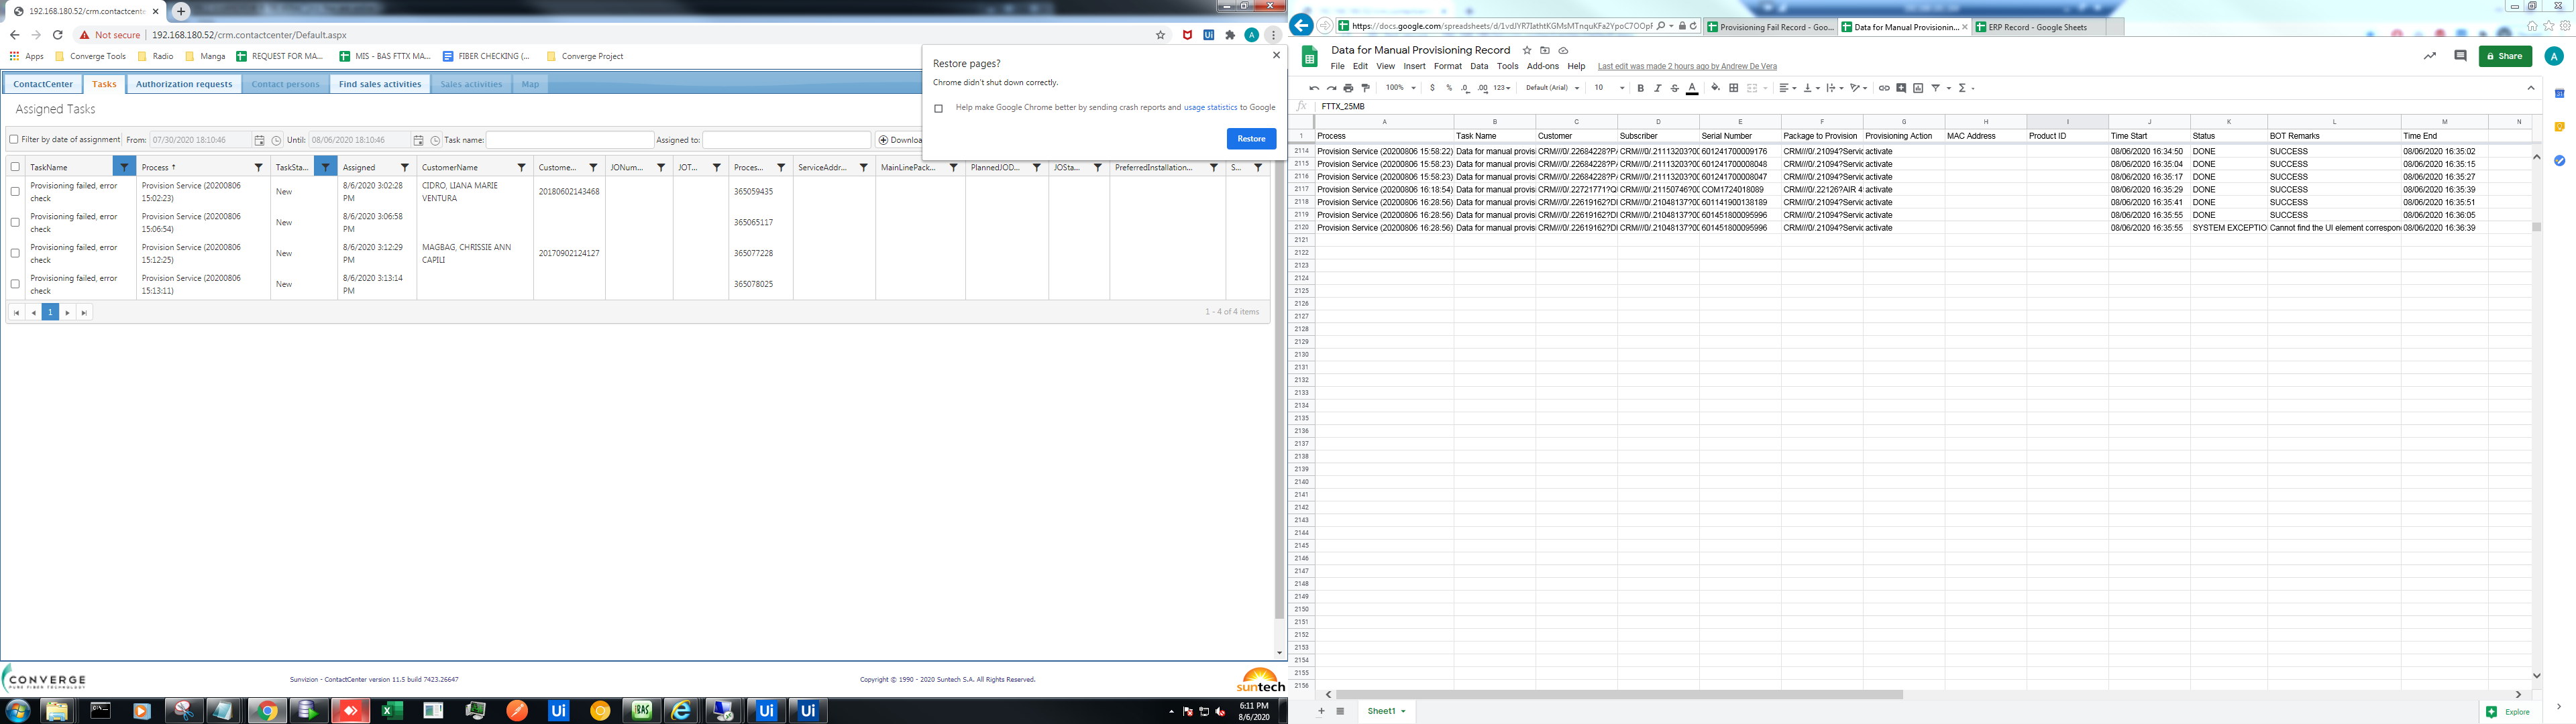 192.168.180.52/crm.contactcente
Not secure
192.168.180.52/crm.contactcenter/Default.aspx
Apps
Converge Tools
Radio
Manga
REQUEST FOR MA...
MIS - BAS FTTX MA...
FIBER CHECKING (...
Converge Project
Restore pages?
Chrome didn't shut down correctly.
Help make Google Chrome better by sending crash reports and usage statistics to Google
Restore
ContactCenter
Tasks
Authorization requests
Contact persons
Find sales activities
Sales activities
Map
Assigned Tasks
Filter by date of assignment
From:
07/30/2020 18:10:46
Until:
08/06/2020 18:10:46
Task name:
Assigned to:
Downloa
TaskName
Process ↑
TaskSta...
Assigned
CustomerName
Custome...
JONum...
JOT...
Proces...
ServiceAddr...
MainLinePack...
PlannedJOD...
JOSta...
PreferredInstallation...
S...
Provisioning failed, error check
Provision Service (20200806 15:02:23)
New
8/6/2020 3:02:28 PM
CIDRO, LIANA MARIE VENTURA
20180602143468
365059435
Provisioning failed, error check
Provision Service (20200806 15:06:54)
New
8/6/2020 3:06:58 PM
365065117
Provisioning failed, error check
Provision Service (20200806 15:12:25)
New
8/6/2020 3:12:29 PM
MAGBAG, CHRISSIE ANN CAPILI
20170902124127
365077228
Provisioning failed, error check
Provision Service (20200806 15:13:11)
New
8/6/2020 3:13:14 PM
365078025
1
1 - 4 of 4 items
CONVERGE
PURE FIBER TECHNOLOGY
Sunvizion - ContactCenter version 11.5 build 7423.26647
Copyright © 1990 - 2020 Suntech S.A. All Rights Reserved.
suntech
6:11 PM
8/6/2020
Provisioning Fail Record - Goo...
Data for Manual Provisionin...
ERP Record - Google Sheets
Data for Manual Provisioning Record
File Edit View Insert Format Data Tools Add-ons Help
Last edit was made 2 hours ago by Andrew De Vera
Share
A
100%
$ % .0 .00 123
Default (Arial)
10
B I S A
fx FTTX_25MB
A B C D E F G H I J K L M N
1 Process Task Name Customer Subscriber Serial Number Package to Provision Provisioning Action MAC Address Product ID Time Start Status BOT Remarks Time End
2114 Provision Service (20200806 15:58:22) Data for manual provisi CRM///0/.22684228?PA CRM///0/.21113203?0( 601241700009176 CRM///0/.21094?Servic activate 08/06/2020 16:34:50 DONE SUCCESS 08/06/2020 16:35:02
2115 Provision Service (20200806 15:58:23) Data for manual provisi CRM///0/.22684228?PA CRM///0/.21113203?0( 601241700008048 CRM///0/.21094?Servic activate 08/06/2020 16:35:04 DONE SUCCESS 08/06/2020 16:35:15
2116 Provision Service (20200806 15:58:23) Data for manual provisi CRM///0/.22684228?PA CRM///0/.21113203?0( 601241700008047 CRM///0/.21094?Servic activate 08/06/2020 16:35:17 DONE SUCCESS 08/06/2020 16:35:27
2117 Provision Service (20200806 16:18:54) Data for manual provisi CRM///0/.22721771?QI CRM///0/.21150746?0( COM1724018089 CRM///0/.22126?AIR 4 activate 08/06/2020 16:35:29 DONE SUCCESS 08/06/2020 16:35:39
2118 Provision Service (20200806 16:28:56) Data for manual provisi CRM///0/.22619162?DI CRM///0/.21048137?0( 601141900138189 CRM///0/.21094?Servic activate 08/06/2020 16:35:41 DONE SUCCESS 08/06/2020 16:35:51
2119 Provision Service (20200806 16:28:56) Data for manual provisi CRM///0/.22619162?DI CRM///0/.21048137?0( 601451800095996 CRM///0/.21094?Servic activate 08/06/2020 16:35:55 DONE SUCCESS 08/06/2020 16:36:05
2120 Provision Service (20200806 16:28:56) Data for manual provisi CRM///0/.22619162?DI CRM///0/.21048137?0( 601451800095996 CRM///0/.21094?Servic activate 08/06/2020 16:35:55 SYSTEM EXCEPTIO Cannot find the UI element correspon 08/06/2020 16:36:39
2121
2122
2123
2124
2125
2126
2127
2128
2129
2130
2131
2132
2133
2134
2135
2136
2137
2138
2139
2140
2141
2142
2143
2144
2145
2146
2147
2148
2149
2150
2151
2152
2153
2154
2155
2156
Sheet1
Explore